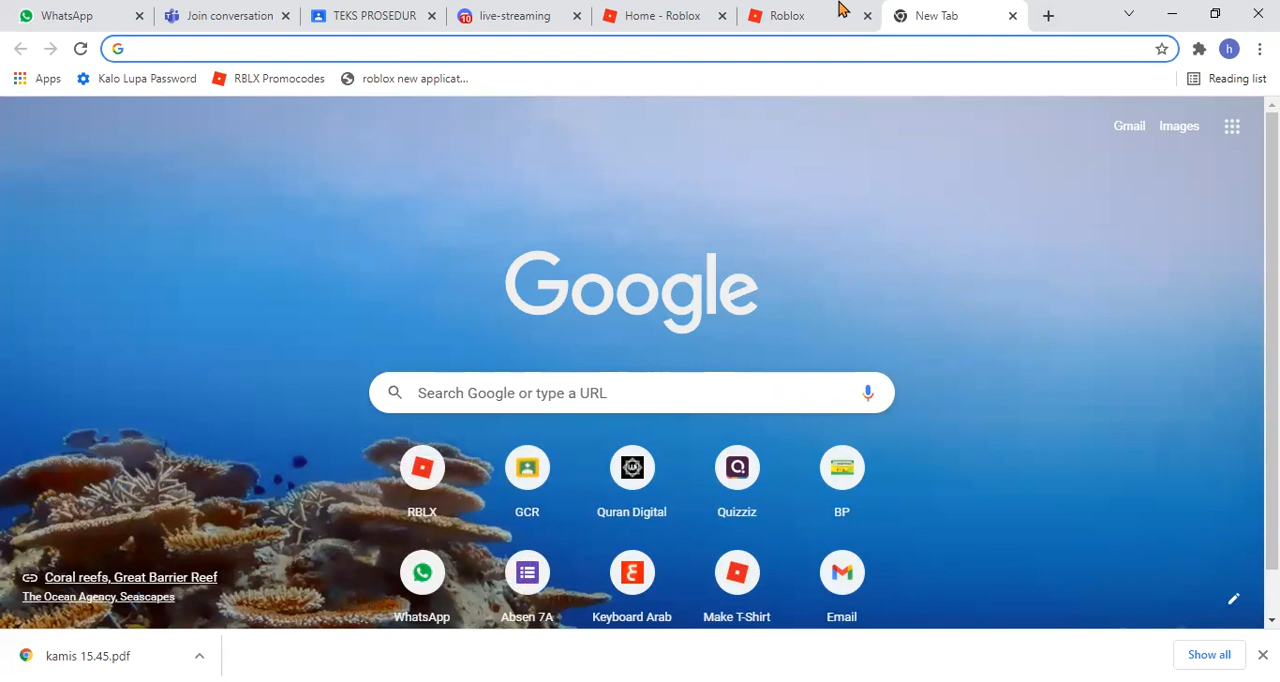 WhatsApp
Join conversation
TEKS PROSEDUR
10
live-streaming
Home - Roblox
Roblox
New Tab
G
h
Apps
Kalo Lupa Password
RBLX Promocodes
roblox new applicat...
Reading list
Gmail
Images
Google
Search Google or type a URL
RBLX
GCR
Quran Digital
Quizziz
BP
WhatsApp
Absen 7A
Keyboard Arab
Make T-Shirt
Email
Coral reefs, Great Barrier Reef
The Ocean Agency, Seascapes
kamis 15.45.pdf
Show all